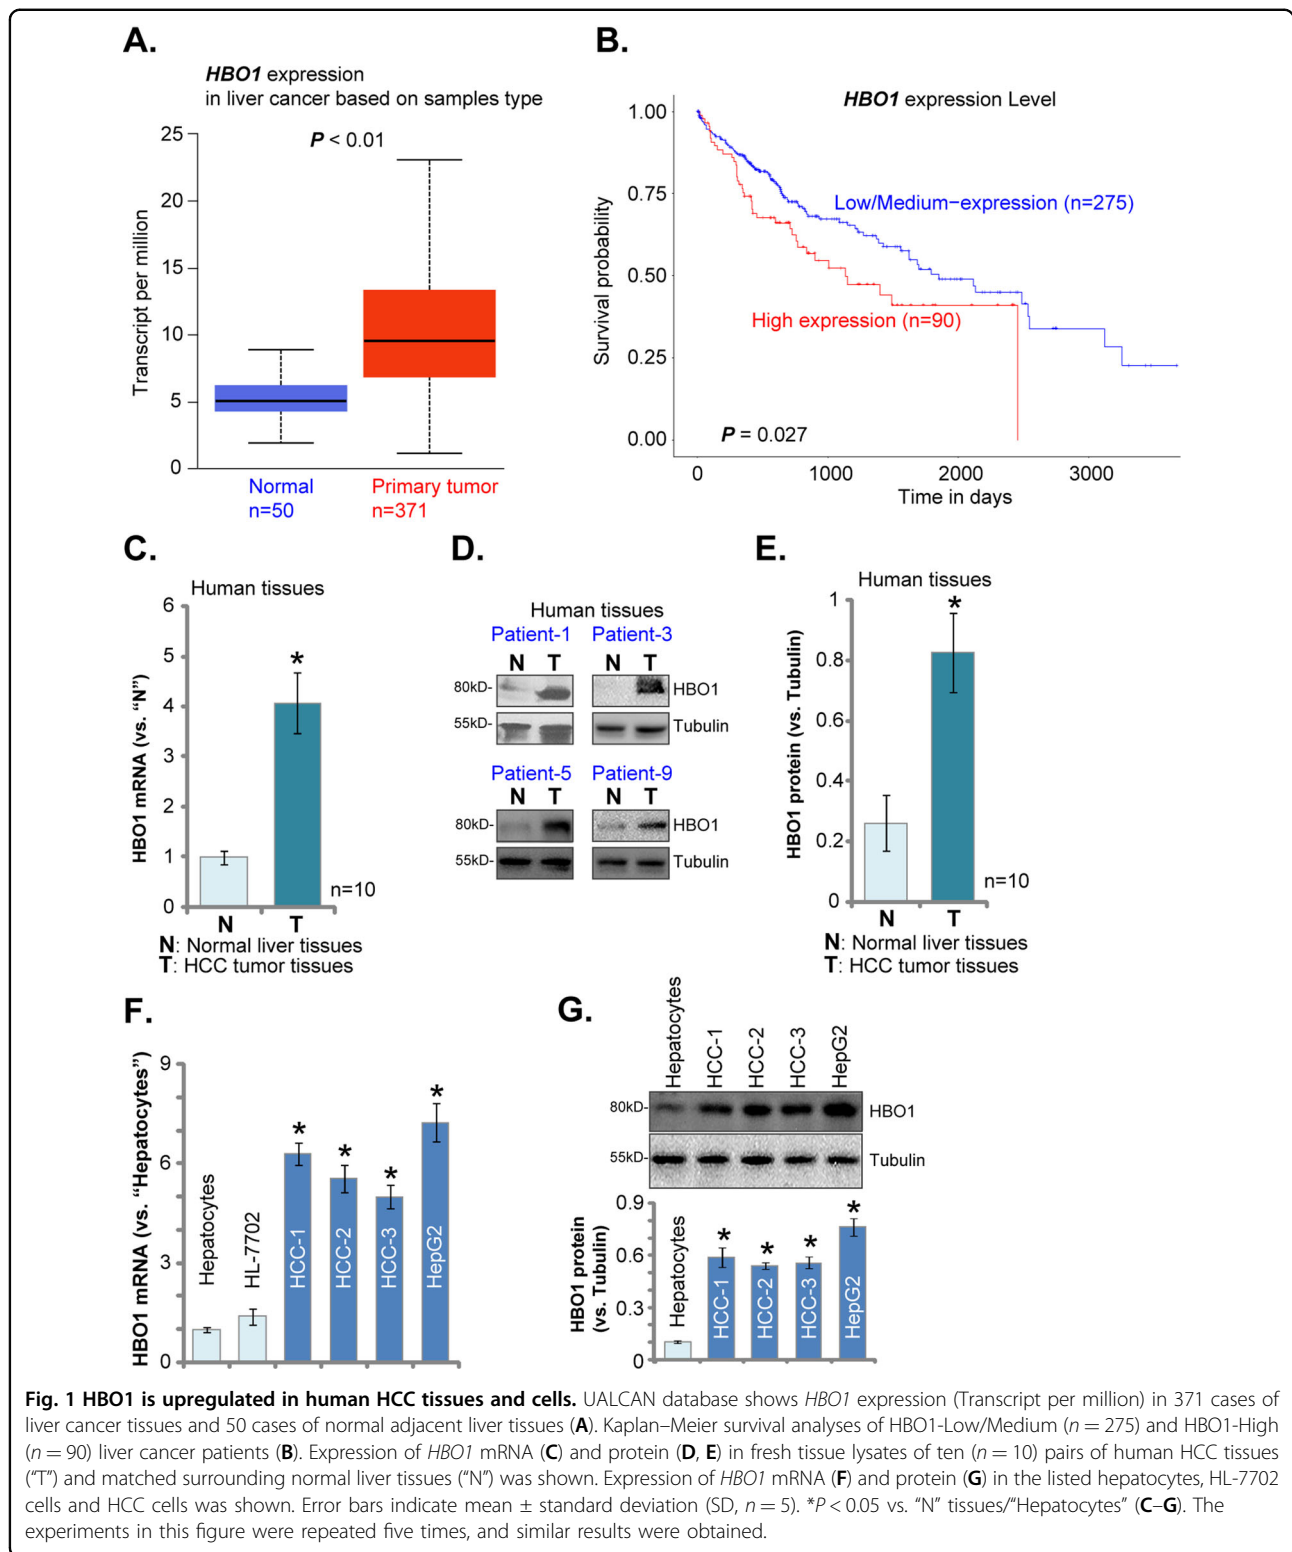 A.
HBO1 expression
in liver cancer based on samples type
P < 0.01
Transcript per million
25
20
15
10
5
0
Normal
n=50
Primary tumor
n=371
B.
HBO1 expression Level
Survival probability
1.00
0.75
0.50
0.25
0.00
Low/Medium−expression (n=275)
High expression (n=90)
P = 0.027
0 1000 2000 3000
Time in days
C.
Human tissues
HBO1 mRNA (vs. “N”)
6
5
4
3
2
1
0
*
n=10
N T
N: Normal liver tissues
T: HCC tumor tissues
D.
Human tissues
Patient-1 Patient-3
N T N T
80kD- HBO1
55kD- Tubulin
Patient-5 Patient-9
N T N T
80kD- HBO1
55kD- Tubulin
E.
Human tissues
HBO1 protein (vs. Tubulin)
1
0.8
0.6
0.4
0.2
0
*
n=10
N T
N: Normal liver tissues
T: HCC tumor tissues
F.
HBO1 mRNA (vs. “Hepatocytes”)
9
6
3
0
Hepatocytes
HL-7702
* HCC-1
* HCC-2
* HCC-3
* HepG2
G.
Hepatocytes
HCC-1
HCC-2
HCC-3
HepG2
80kD- HBO1
55kD- Tubulin
HBO1 protein
(vs. Tubulin)
0.9
0.6
0.3
0
Hepatocytes
* HCC-1
* HCC-2
* HCC-3
* HepG2
Fig. 1 HBO1 is upregulated in human HCC tissues and cells. UALCAN database shows HBO1 expression (Transcript per million) in 371 cases of
liver cancer tissues and 50 cases of normal adjacent liver tissues (A). Kaplan–Meier survival analyses of HBO1-Low/Medium (n = 275) and HBO1-High
(n = 90) liver cancer patients (B). Expression of HBO1 mRNA (C) and protein (D, E) in fresh tissue lysates of ten (n = 10) pairs of human HCC tissues
(“T”) and matched surrounding normal liver tissues (“N”) was shown. Expression of HBO1 mRNA (F) and protein (G) in the listed hepatocytes, HL-7702
cells and HCC cells was shown. Error bars indicate mean ± standard deviation (SD, n = 5). *P < 0.05 vs. “N” tissues/“Hepatocytes” (C–G). The
experiments in this figure were repeated five times, and similar results were obtained.